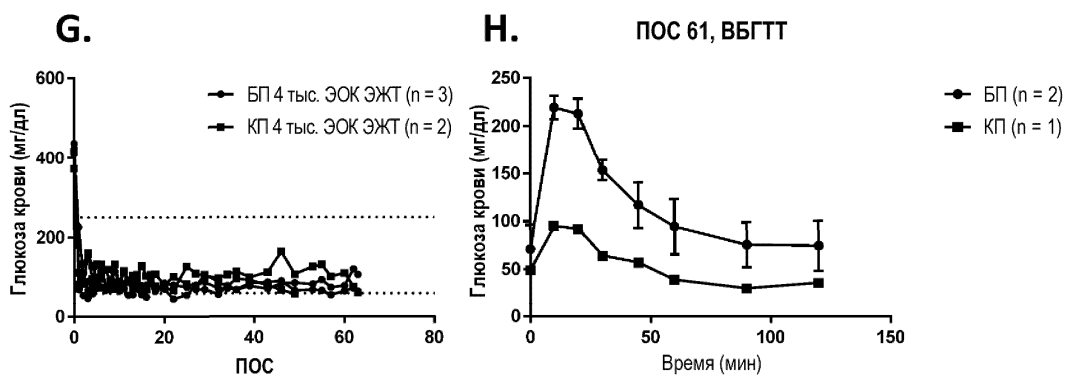 G.
БП 4 тыс. ЭОК ЭЖТ (n = 3)
КП 4 тыс. ЭОК ЭЖТ (n = 2)
Глюкоза крови (мг/дл)
600
400
200
0
0 20 40 60 80
ПОС
H.
ПОС 61, ВБГТТ
БП (n = 2)
КП (n = 1)
Глюкоза крови (мг/дл)
250
200
150
100
50
0
0 50 100 150
Время (мин)